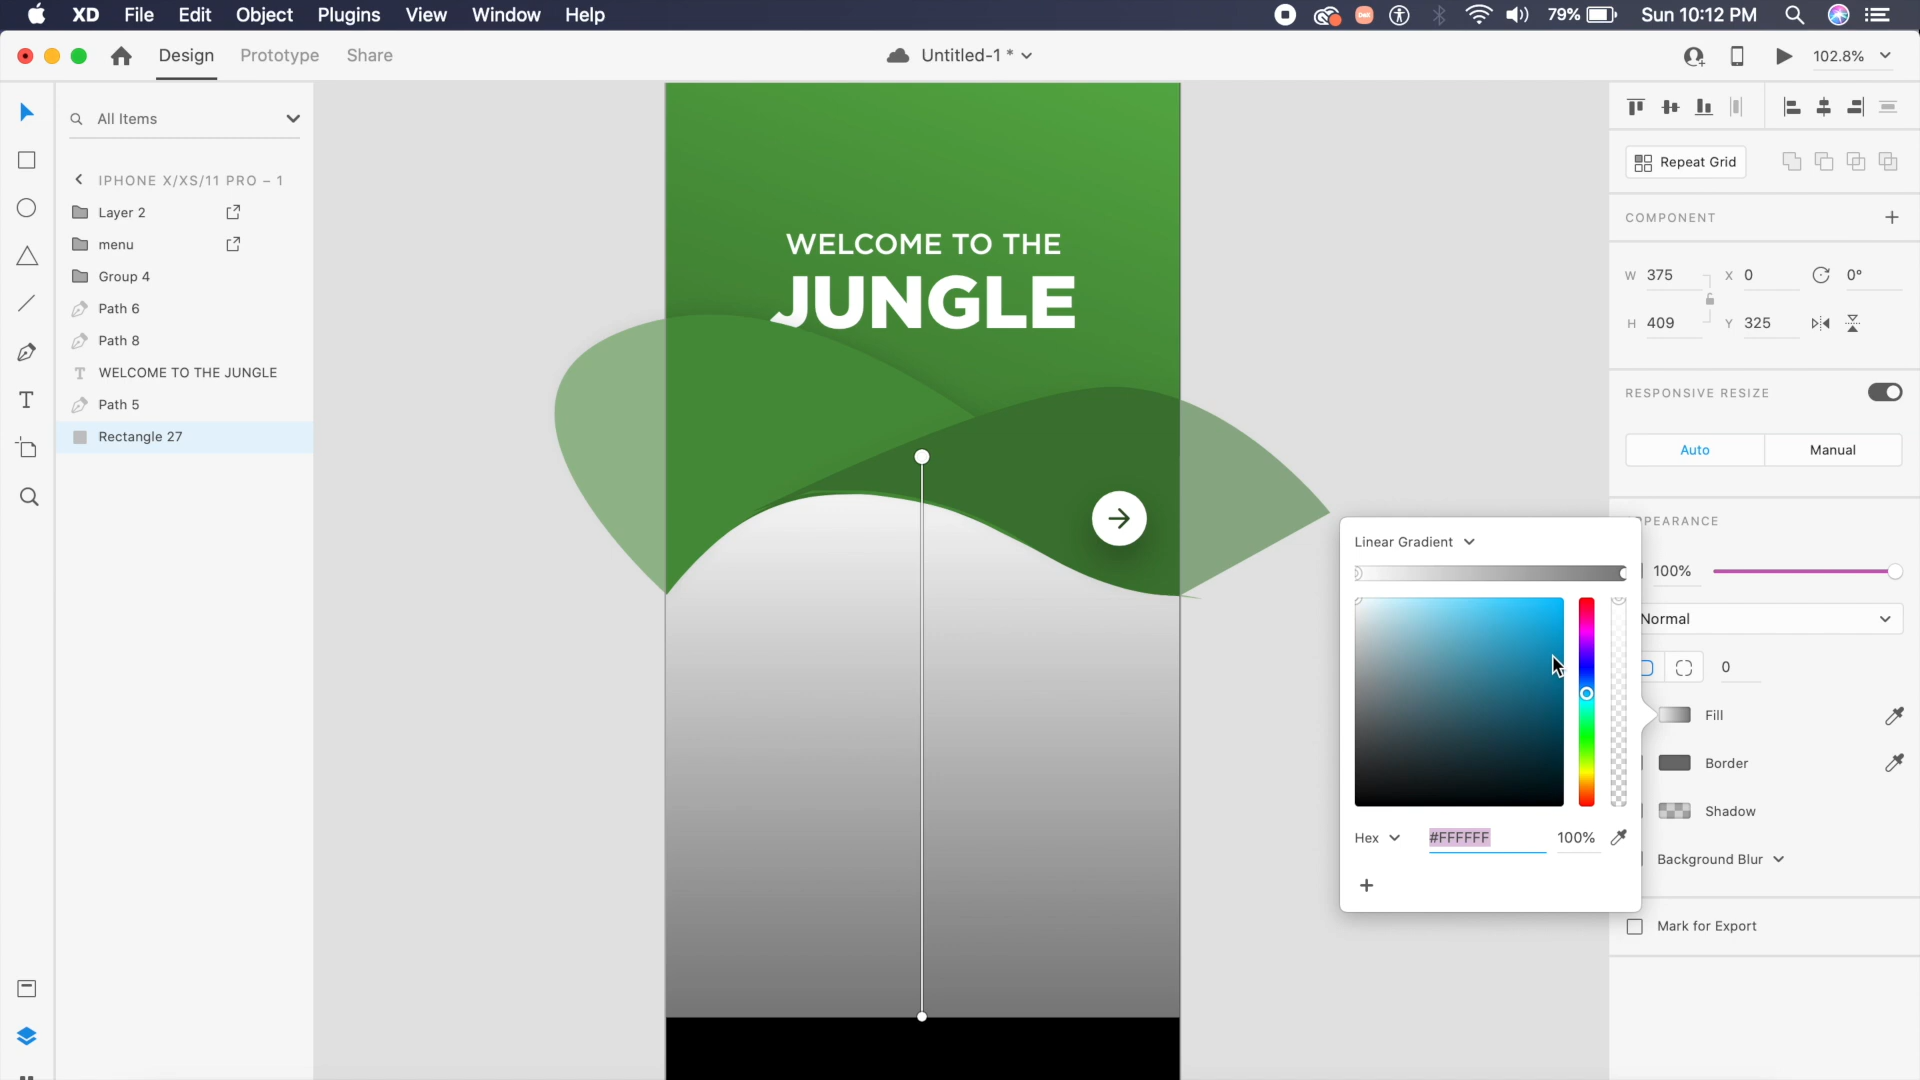 XD File Edit Object Plugins View Window Help 79% Sun 10:12 PM
Design Prototype Share Untitled-1 * 102.8%
All Items
IPHONE X/XS/11 PRO – 1
Layer 2
menu
Group 4
Path 6
Path 8
WELCOME TO THE JUNGLE
Path 5
Rectangle 27
WELCOME TO THE
JUNGLE
Repeat Grid
COMPONENT
W 375 X 0 0°
H 409 Y 325
RESPONSIVE RESIZE
Auto Manual
PEARANCE
100%
Normal
0
Fill
Border
Shadow
Background Blur
Mark for Export
Linear Gradient
Hex #FFFFFF 100%